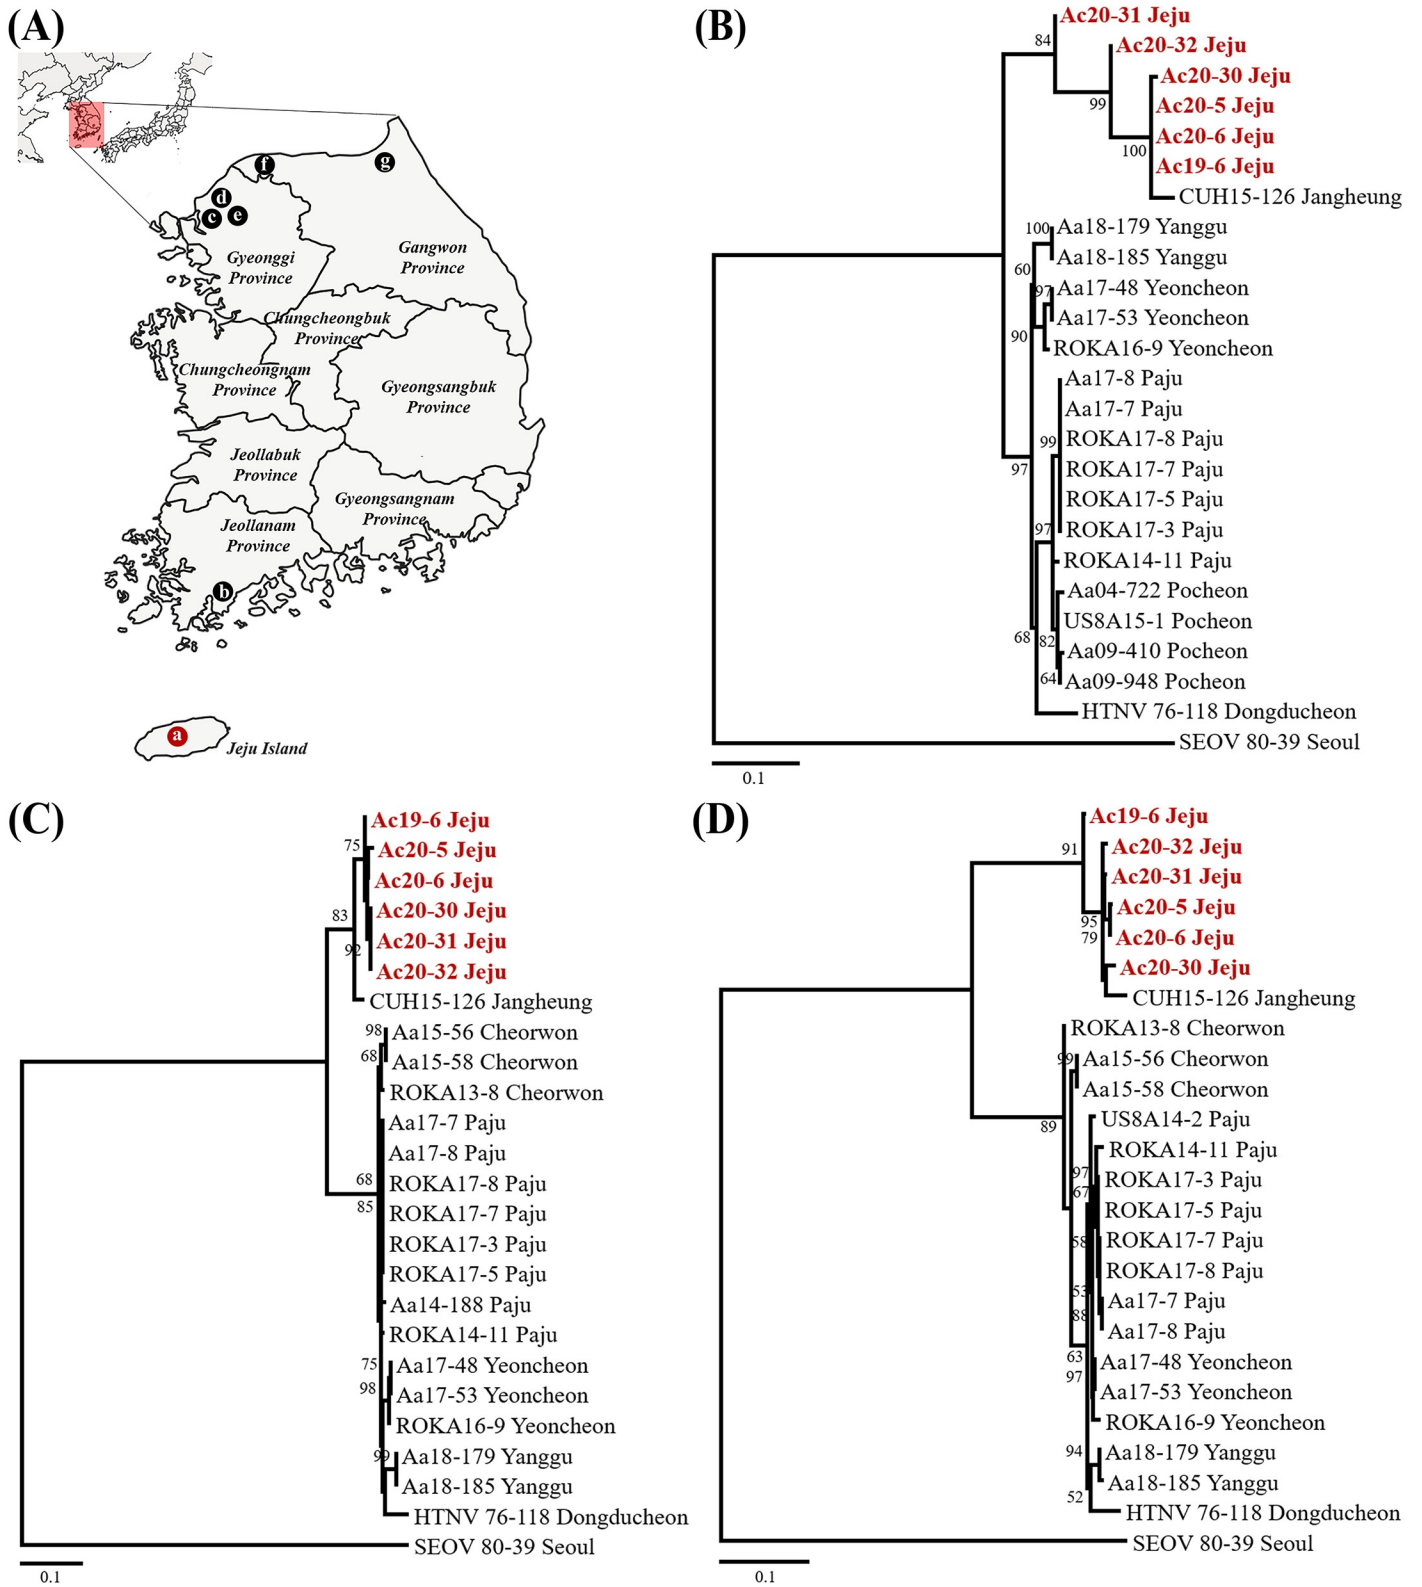 (A)
f
g
d
c
e
Gyeonggi
Province
Gangwon
Province
Chungcheongbuk
Province
Chungcheongnam
Province
Gyeongsangbuk
Province
Jeollabuk
Province
Gyeongsangnam
Province
Jeollanam
Province
b
a
Jeju Island
(B)
Ac20-31 Jeju
84
Ac20-32 Jeju
Ac20-30 Jeju
99
Ac20-5 Jeju
Ac20-6 Jeju
100
Ac19-6 Jeju
CUH15-126 Jangheung
100
Aa18-179 Yanggu
Aa18-185 Yanggu
60
97
Aa17-48 Yeoncheon
Aa17-53 Yeoncheon
90
ROKA16-9 Yeoncheon
Aa17-8 Paju
Aa17-7 Paju
99
ROKA17-8 Paju
97
ROKA17-7 Paju
ROKA17-5 Paju
97
ROKA17-3 Paju
ROKA14-11 Paju
Aa04-722 Pocheon
US8A15-1 Pocheon
68
82
Aa09-410 Pocheon
64
Aa09-948 Pocheon
HTNV 76-118 Dongducheon
SEOV 80-39 Seoul
0.1
(C)
Ac19-6 Jeju
75
Ac20-5 Jeju
Ac20-6 Jeju
83
Ac20-30 Jeju
92
Ac20-31 Jeju
Ac20-32 Jeju
CUH15-126 Jangheung
98
Aa15-56 Cheorwon
68
Aa15-58 Cheorwon
ROKA13-8 Cheorwon
Aa17-7 Paju
Aa17-8 Paju
68
ROKA17-8 Paju
85
ROKA17-7 Paju
ROKA17-3 Paju
ROKA17-5 Paju
Aa14-188 Paju
ROKA14-11 Paju
75
Aa17-48 Yeoncheon
98
Aa17-53 Yeoncheon
ROKA16-9 Yeoncheon
99
Aa18-179 Yanggu
Aa18-185 Yanggu
HTNV 76-118 Dongducheon
SEOV 80-39 Seoul
0.1
(D)
Ac19-6 Jeju
91
Ac20-32 Jeju
Ac20-31 Jeju
Ac20-5 Jeju
95
79
Ac20-6 Jeju
Ac20-30 Jeju
CUH15-126 Jangheung
ROKA13-8 Cheorwon
99
Aa15-56 Cheorwon
Aa15-58 Cheorwon
89
US8A14-2 Paju
ROKA14-11 Paju
97
ROKA17-3 Paju
67
ROKA17-5 Paju
58
ROKA17-7 Paju
ROKA17-8 Paju
53
Aa17-7 Paju
88
Aa17-8 Paju
63
Aa17-48 Yeoncheon
97
Aa17-53 Yeoncheon
ROKA16-9 Yeoncheon
94
Aa18-179 Yanggu
Aa18-185 Yanggu
52
HTNV 76-118 Dongducheon
SEOV 80-39 Seoul
0.1